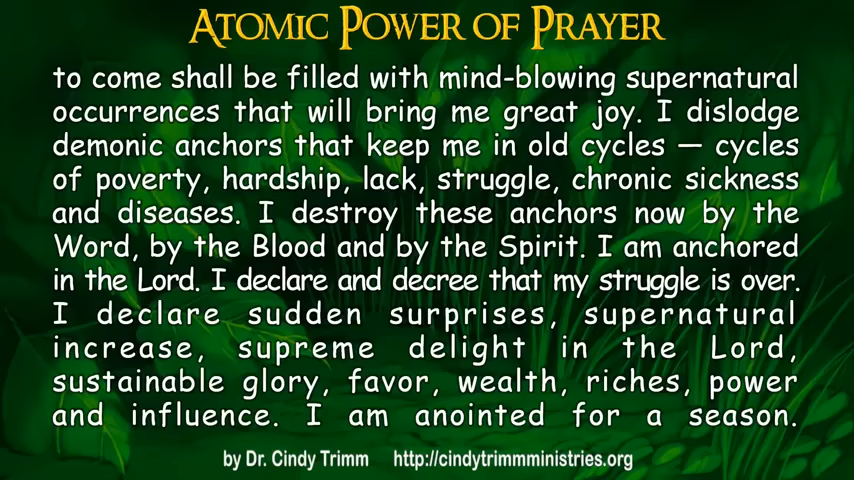 ATOMIC POWER OF PRAYER
to come shall be filled with mind-blowing supernatural
occurrences that will bring me great joy. I dislodge
demonic anchors that keep me in old cycles — cycles
of poverty, hardship, lack, struggle, chronic sickness
and diseases. I destroy these anchors now by the
Word, by the Blood and by the Spirit. I am anchored
in the Lord. I declare and decree that my struggle is over.
I declare sudden surprises, supernatural
increase, supreme delight in the Lord,
sustainable glory, favor, wealth, riches, power
and influence. I am anointed for a season.
by Dr. Cindy Trimm http://cindytrimmministries.org